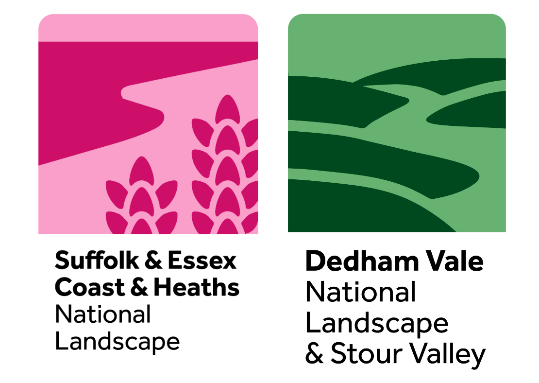 Suffolk & Essex
Coast & Heaths
National
Landscape
Dedham Vale
National
Landscape
& Stour Valley